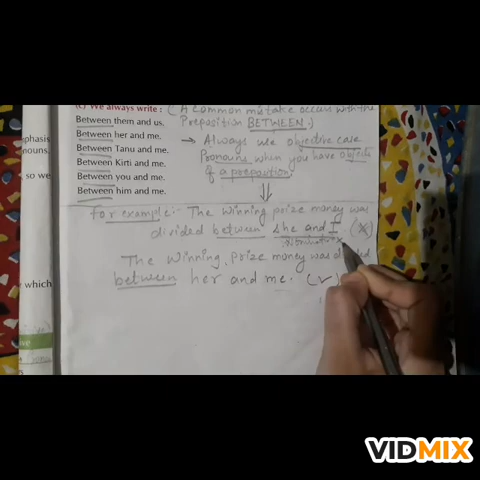 (c) We always write : (A common mistake occurs with the
Preposition BETWEEN.)
Between them and us.
Between her and me.
Between Tanu and me.
Between Kirti and me.
Between you and me.
Between him and me.
→ Always use objective case
Pronouns when you have objects
of a preposition.
phasis
nouns.
so we
which
For example:- The winning prize money was
divided between she and I. (X)
The winning prize money was
between her and me. (✓)
VIDMIX